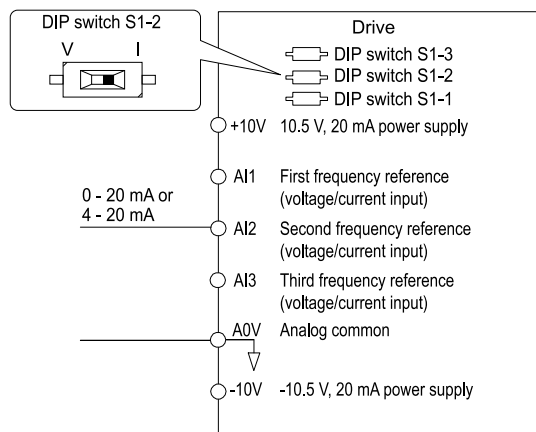 DIP switch S1-2
V I
Drive
DIP switch S1-3
DIP switch S1-2
DIP switch S1-1
+10V 10.5 V, 20 mA power supply
AI1 First frequency reference
(voltage/current input)
0 - 20 mA or
4 - 20 mA
AI2 Second frequency reference
(voltage/current input)
AI3 Third frequency reference
(voltage/current input)
A0V Analog common
-10V -10.5 V, 20 mA power supply